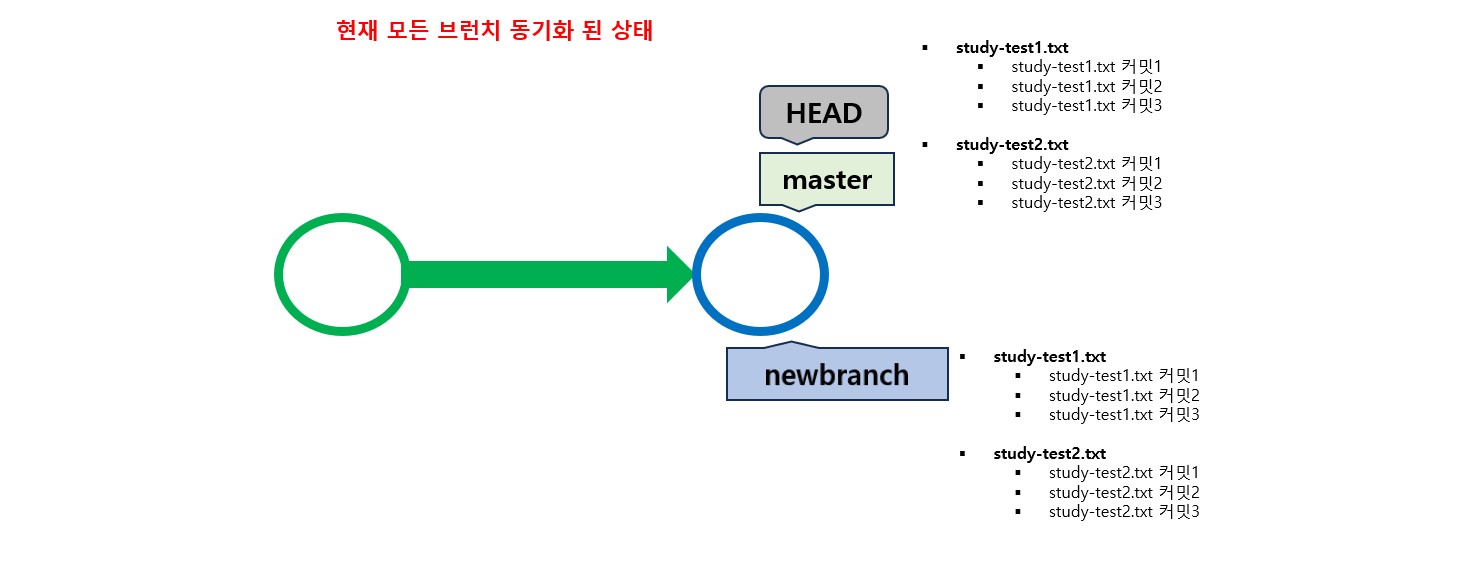 현재 모든 브런치 동기화 된 상태
HEAD
master
▪ study-test1.txt
▪ study-test1.txt 커밋1
▪ study-test1.txt 커밋2
▪ study-test1.txt 커밋3
▪ study-test2.txt
▪ study-test2.txt 커밋1
▪ study-test2.txt 커밋2
▪ study-test2.txt 커밋3
newbranch
▪ study-test1.txt
▪ study-test1.txt 커밋1
▪ study-test1.txt 커밋2
▪ study-test1.txt 커밋3
▪ study-test2.txt
▪ study-test2.txt 커밋1
▪ study-test2.txt 커밋2
▪ study-test2.txt 커밋3